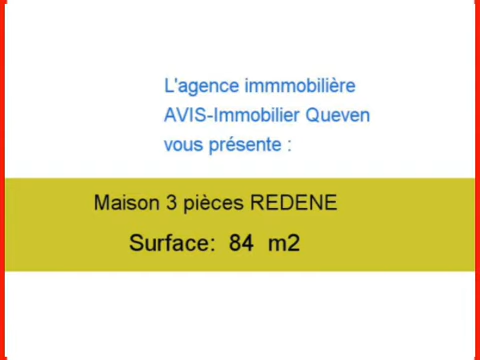 L'agence immmobilière
AVIS-Immobilier Queven
vous présente :
Maison 3 pièces REDENE
Surface: 84 m2